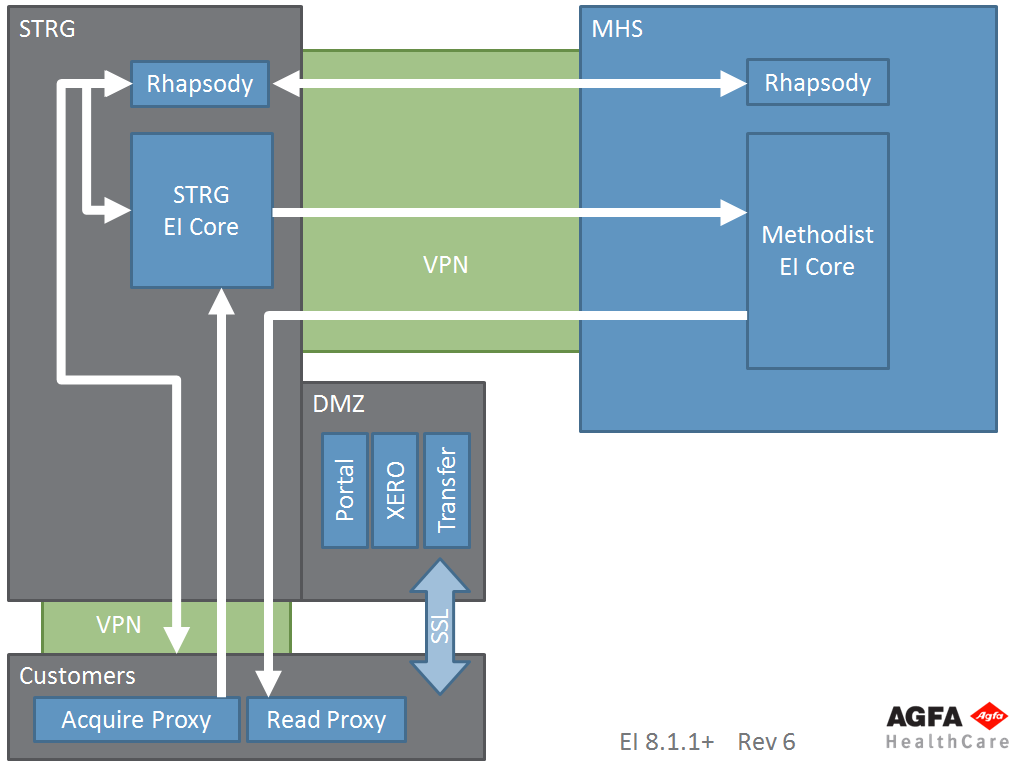 STRG
MHS
Rhapsody
Rhapsody
STRG
EI Core
Methodist
EI Core
VPN
DMZ
Portal
XERO
Transfer
VPN
SSL
Customers
Acquire Proxy
Read Proxy
EI 8.1.1+ Rev 6
AGFA
Agfa
HealthCare